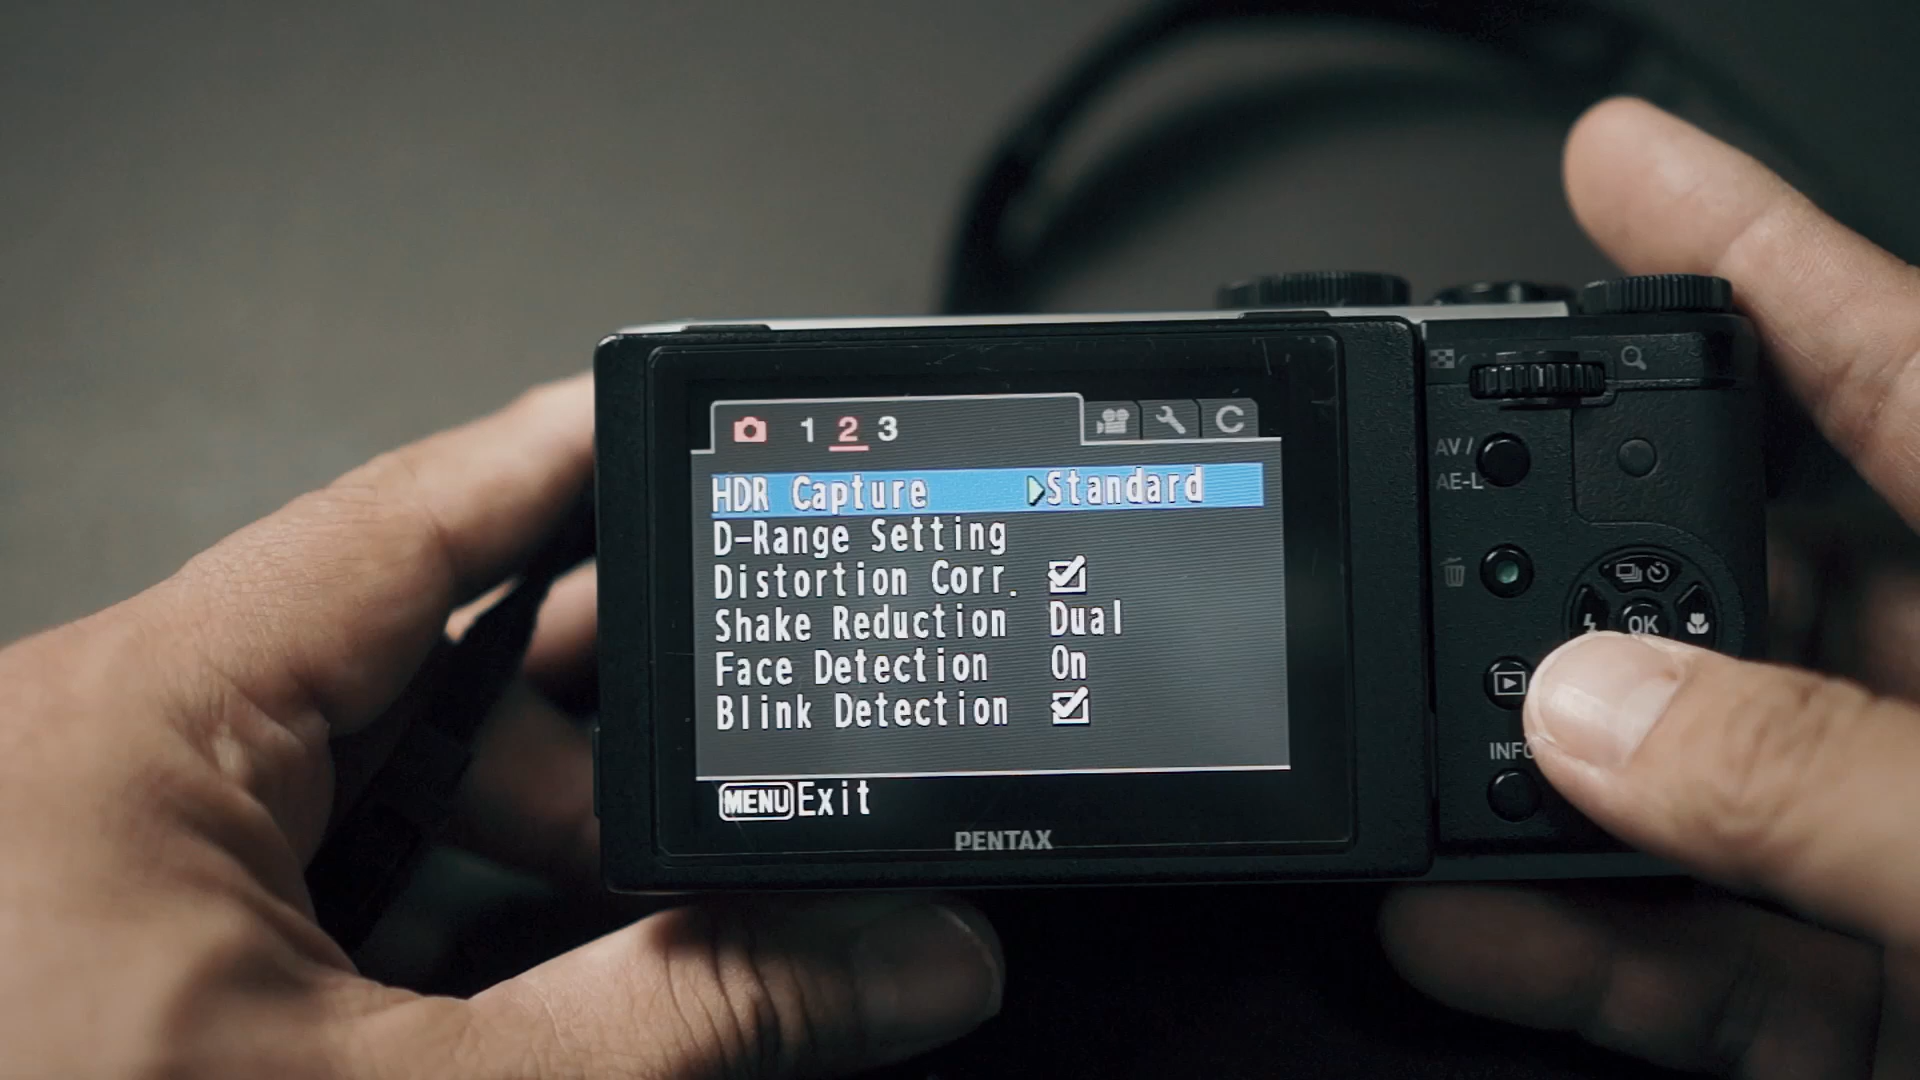 1 2 3 C
HDR Capture Standard
D-Range Setting
Distortion Corr.
Shake Reduction Dual
Face Detection On
Blink Detection
MENU Exit
PENTAX
AV /
AE-L
OK
INFO